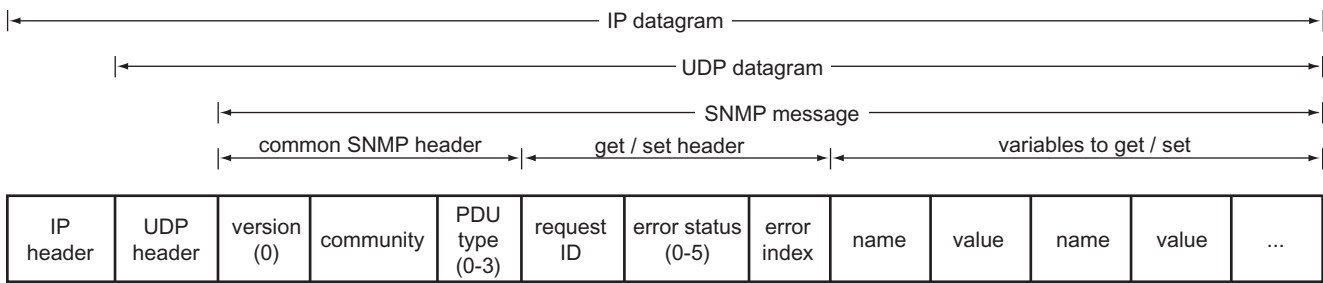 IP datagram
UDP datagram
SNMP message
common SNMP header
get / set header
variables to get / set
IP
header
UDP
header
version
(0)
community
PDU
type
(0-3)
request
ID
error status
(0-5)
error
index
name
value
name
value
...